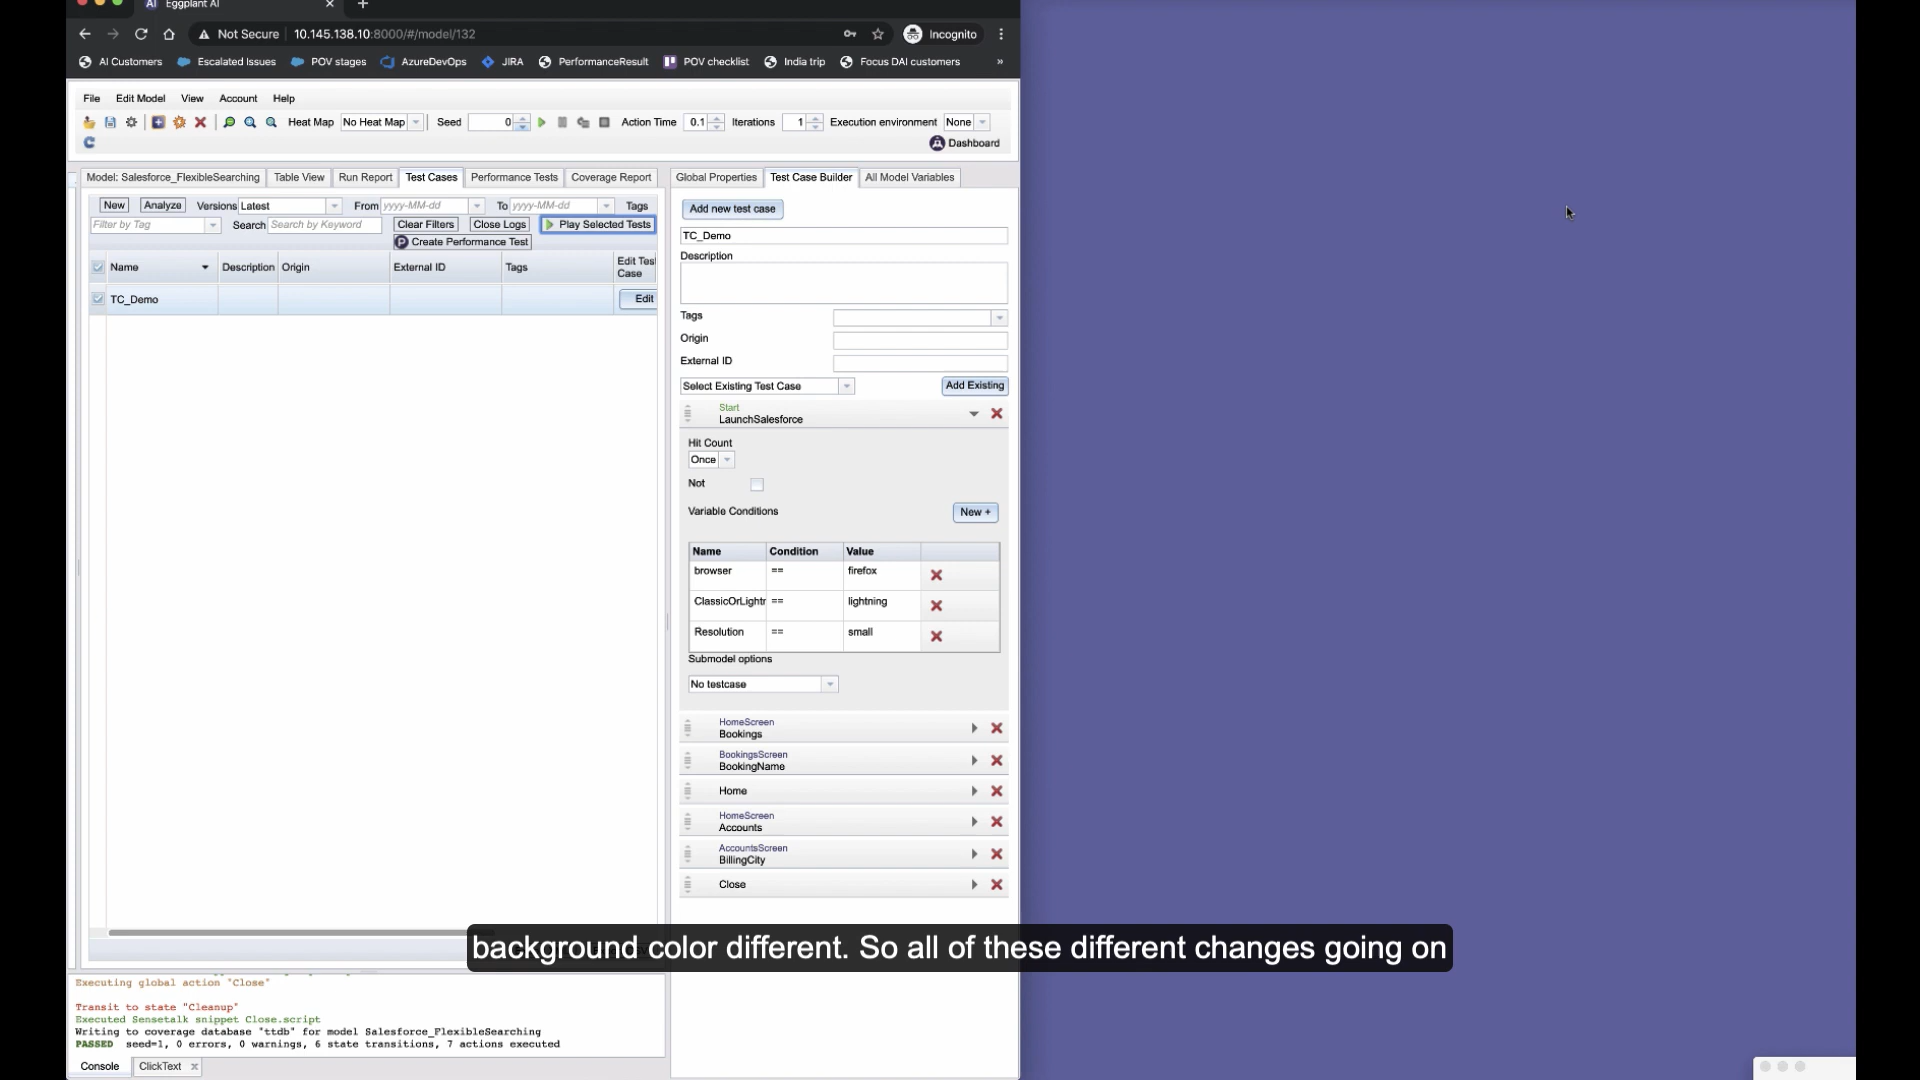 Eggplant AI
Not Secure 10.145.138.10:8000/#/model/132 Incognito
AI Customers Escalated Issues POV stages AzureDevOps JIRA PerformanceResult POV checklist India trip Focus DAI customers »
File Edit Model View Account Help
Heat Map No Heat Map Seed 0 Action Time 0.1 Iterations 1 Execution environment None
Dashboard
Model: Salesforce_FlexibleSearching Table View Run Report Test Cases Performance Tests Coverage Report
New Analyze Versions Latest From yyyy-MM-dd To yyyy-MM-dd Tags
Filter by Tag Search Search by Keyword Clear Filters Close Logs Play Selected Tests
Create Performance Test
Name Description Origin External ID Tags Edit Test Case
TC_Demo Edit
Global Properties Test Case Builder All Model Variables
Add new test case
TC_Demo
Description
Tags
Origin
External ID
Select Existing Test Case Add Existing
Start
LaunchSalesforce
Hit Count
Once
Not
Variable Conditions New +
Name Condition Value
browser == firefox
ClassicOrLightr == lightning
Resolution == small
Submodel options
No testcase
HomeScreen
Bookings
BookingsScreen
BookingName
Home
HomeScreen
Accounts
AccountsScreen
BillingCity
Close
background color different. So all of these different changes going on
Executing global action "Close"
Transit to state "Cleanup"
Executed Sensetalk snippet Close.script
Writing to coverage database "ttdb" for model Salesforce_FlexibleSearching
PASSED seed=1, 0 errors, 0 warnings, 6 state transitions, 7 actions executed
Console ClickText